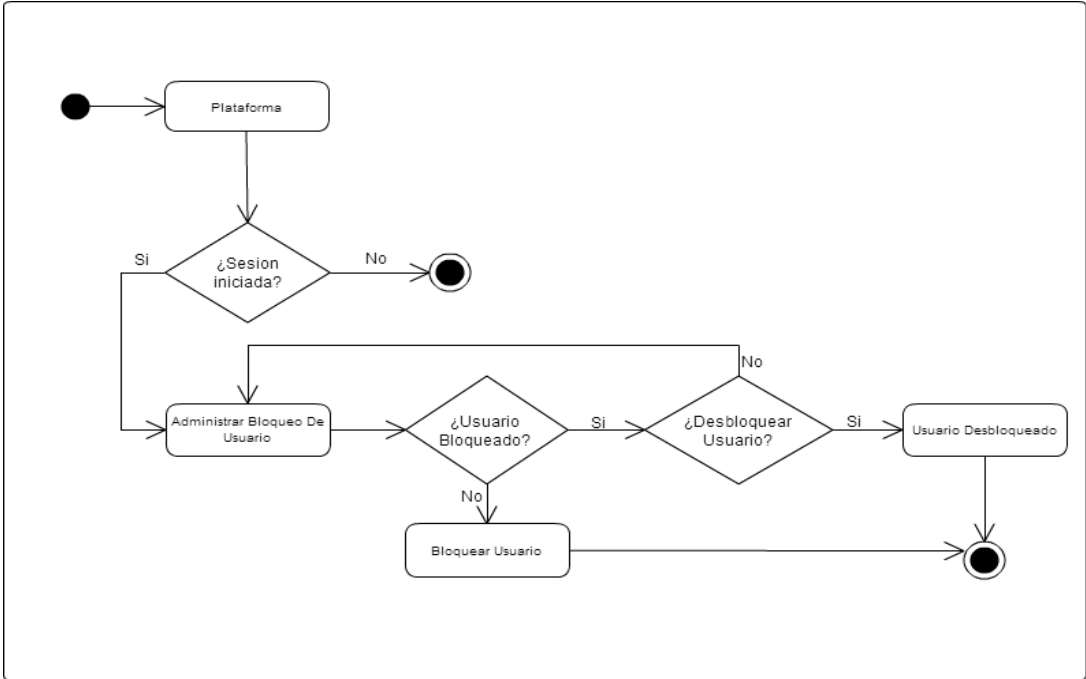 Plataforma
Si
¿Sesion
iniciada?
No
No
Administrar Bloqueo De
Usuario
¿Usuario
Bloqueado?
Si
¿Desbloquear
Usuario?
Si
Usuario Desbloqueado
No
Bloquear Usuario